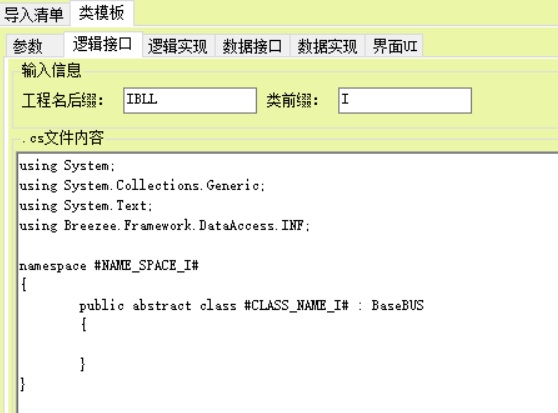 导入清单 类模板
参数 逻辑接口 逻辑实现 数据接口 数据实现 界面UI
输入信息
工程名后缀： IBLL 类前缀： I
.cs文件内容
using System;
using System.Collections.Generic;
using System.Text;
using Breezee.Framework.DataAccess.INF;
namespace #NAME_SPACE_I#
{
public abstract class #CLASS_NAME_I# : BaseBUS
{
}
}